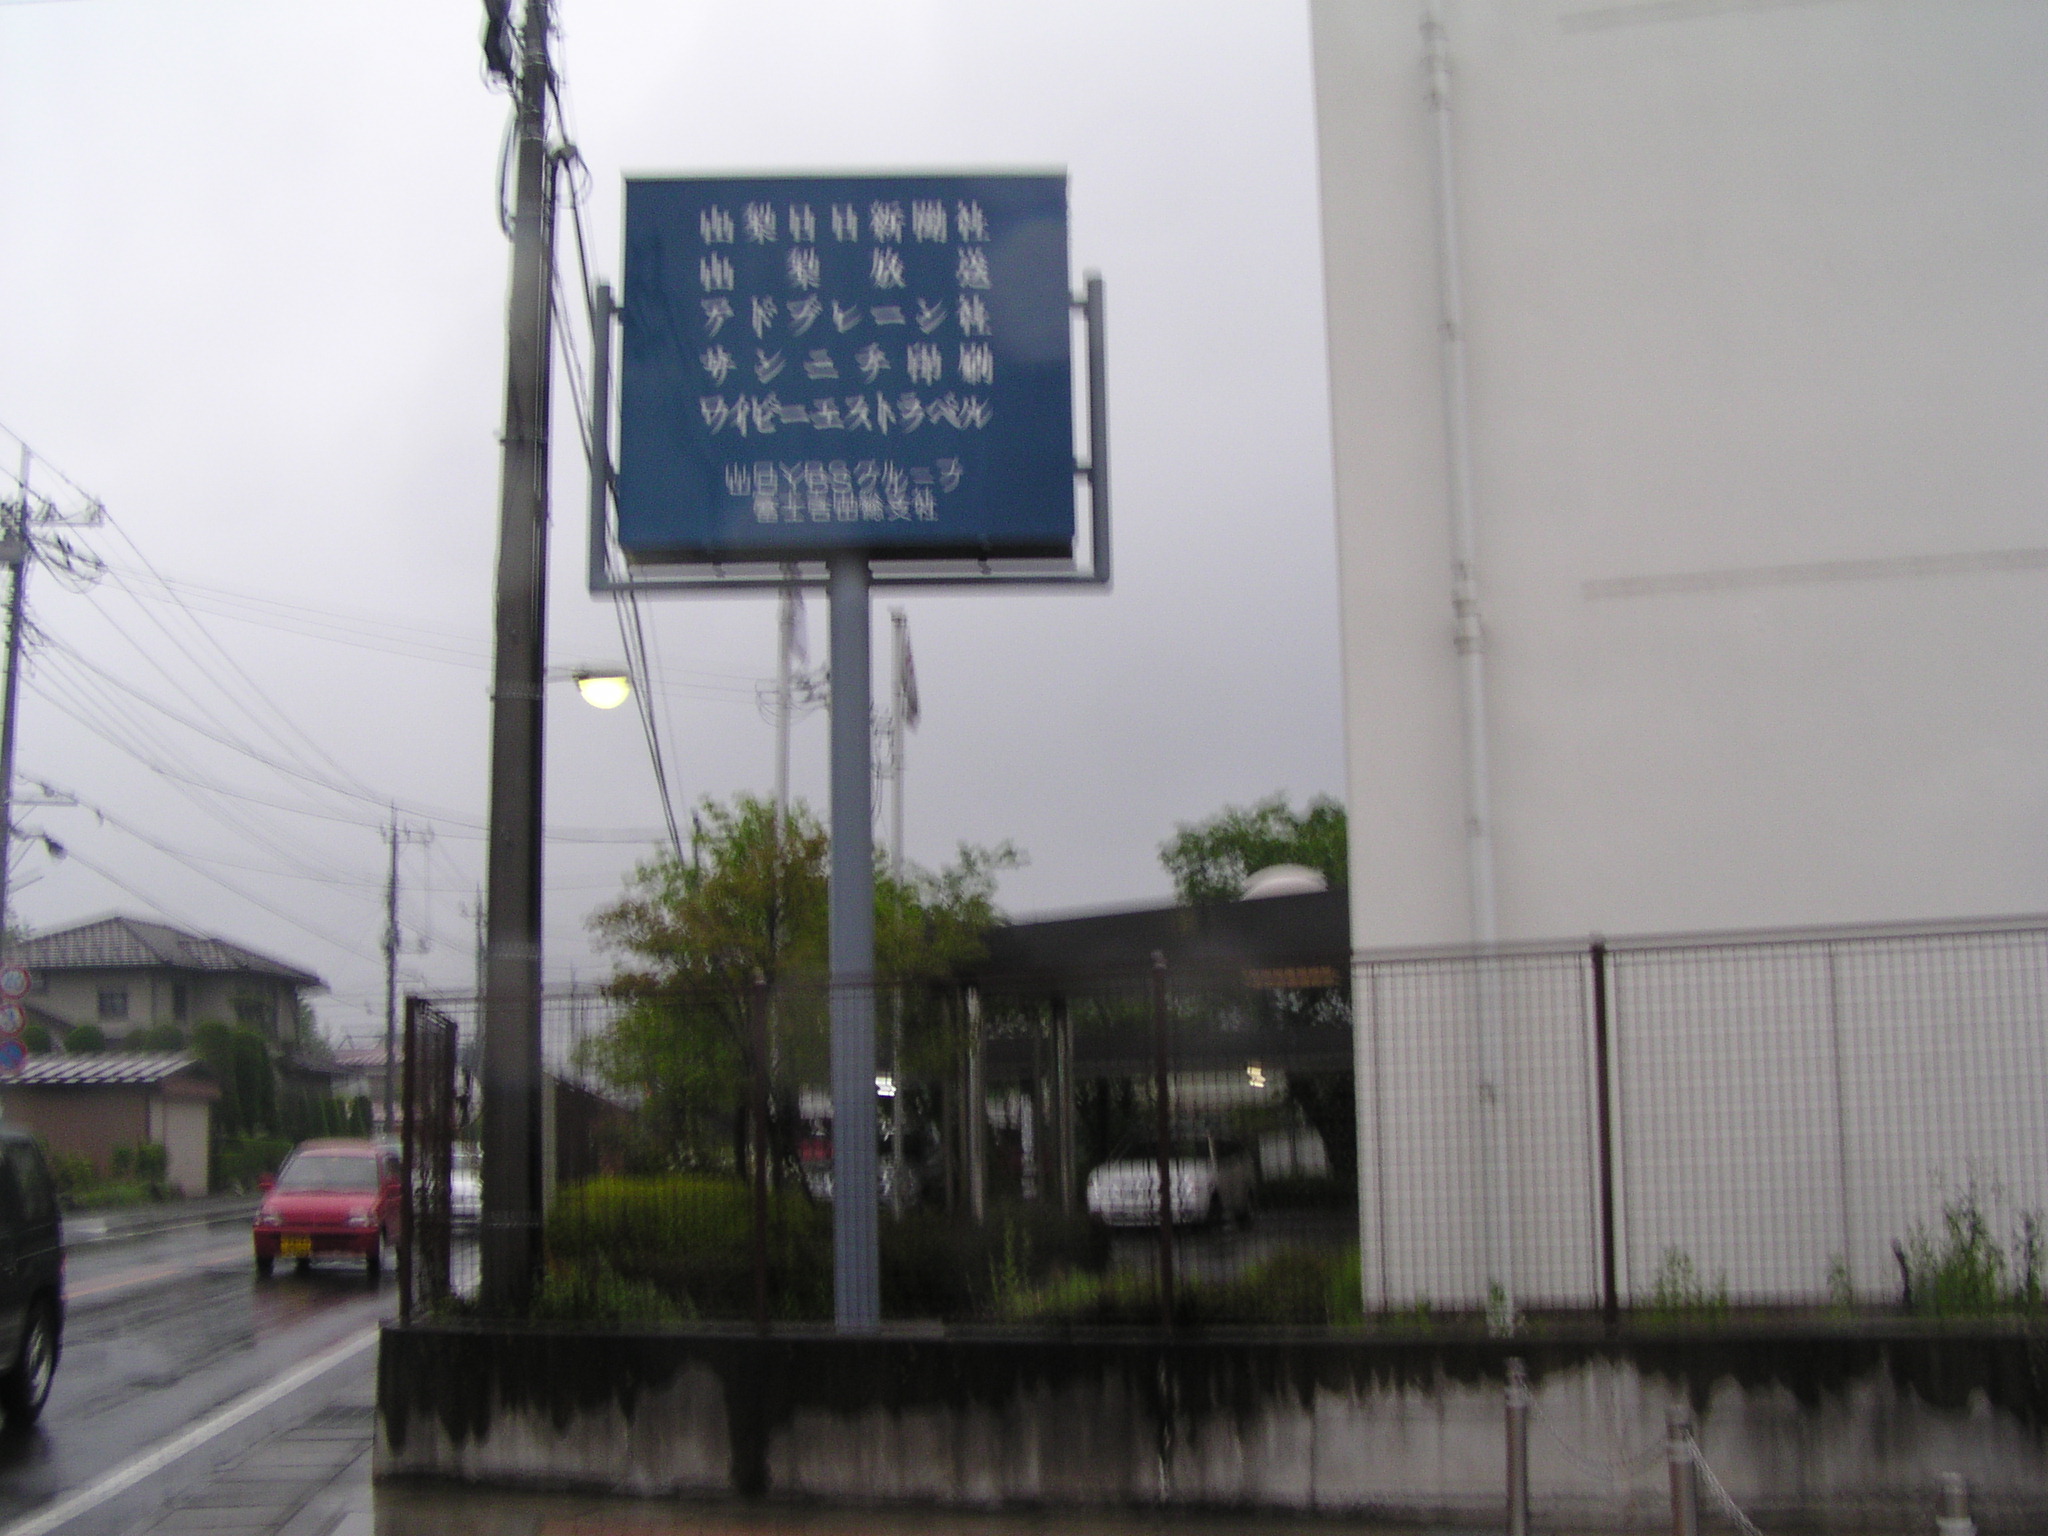 山梨日日新聞社
山梨放送
アドブレーン社
サンニチ印刷
ワイビーエストラベル
山日YBSグループ
富士吉田総支社